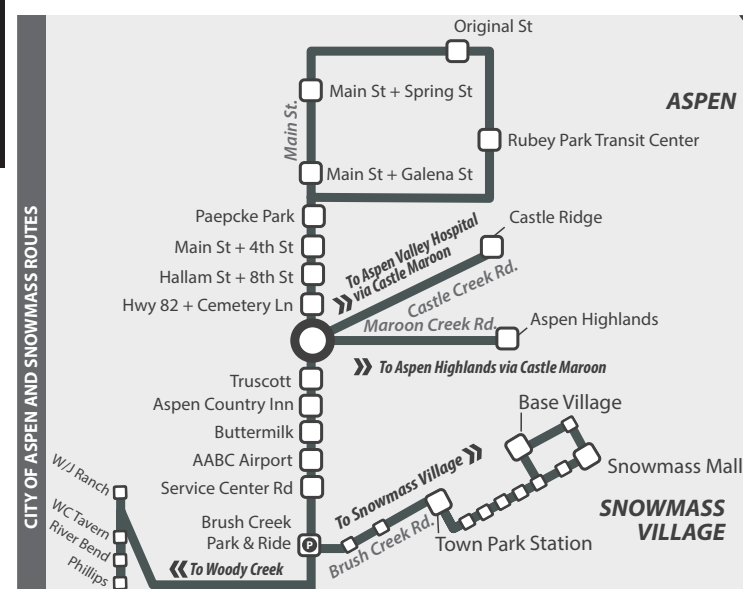 CITY OF ASPEN AND SNOWMASS ROUTES
Original St
ASPEN
Main St.
Main St + Spring St
Rubey Park Transit Center
Main St + Galena St
Paepcke Park
Main St + 4th St
Hallam St + 8th St
Hwy 82 + Cemetery Ln
To Aspen Valley Hospital
via Castle Maroon
Castle Ridge
Castle Creek Rd.
Maroon Creek Rd.
Aspen Highlands
To Aspen Highlands via Castle Maroon
Truscott
Aspen Country Inn
Buttermilk
AABC Airport
Service Center Rd
Brush Creek
Park & Ride
P
To Snowmass Village
Brush Creek Rd.
Base Village
Snowmass Mall
SNOWMASS
VILLAGE
Town Park Station
W/J Ranch
WC Tavern
River Bend
Phillips
To Woody Creek